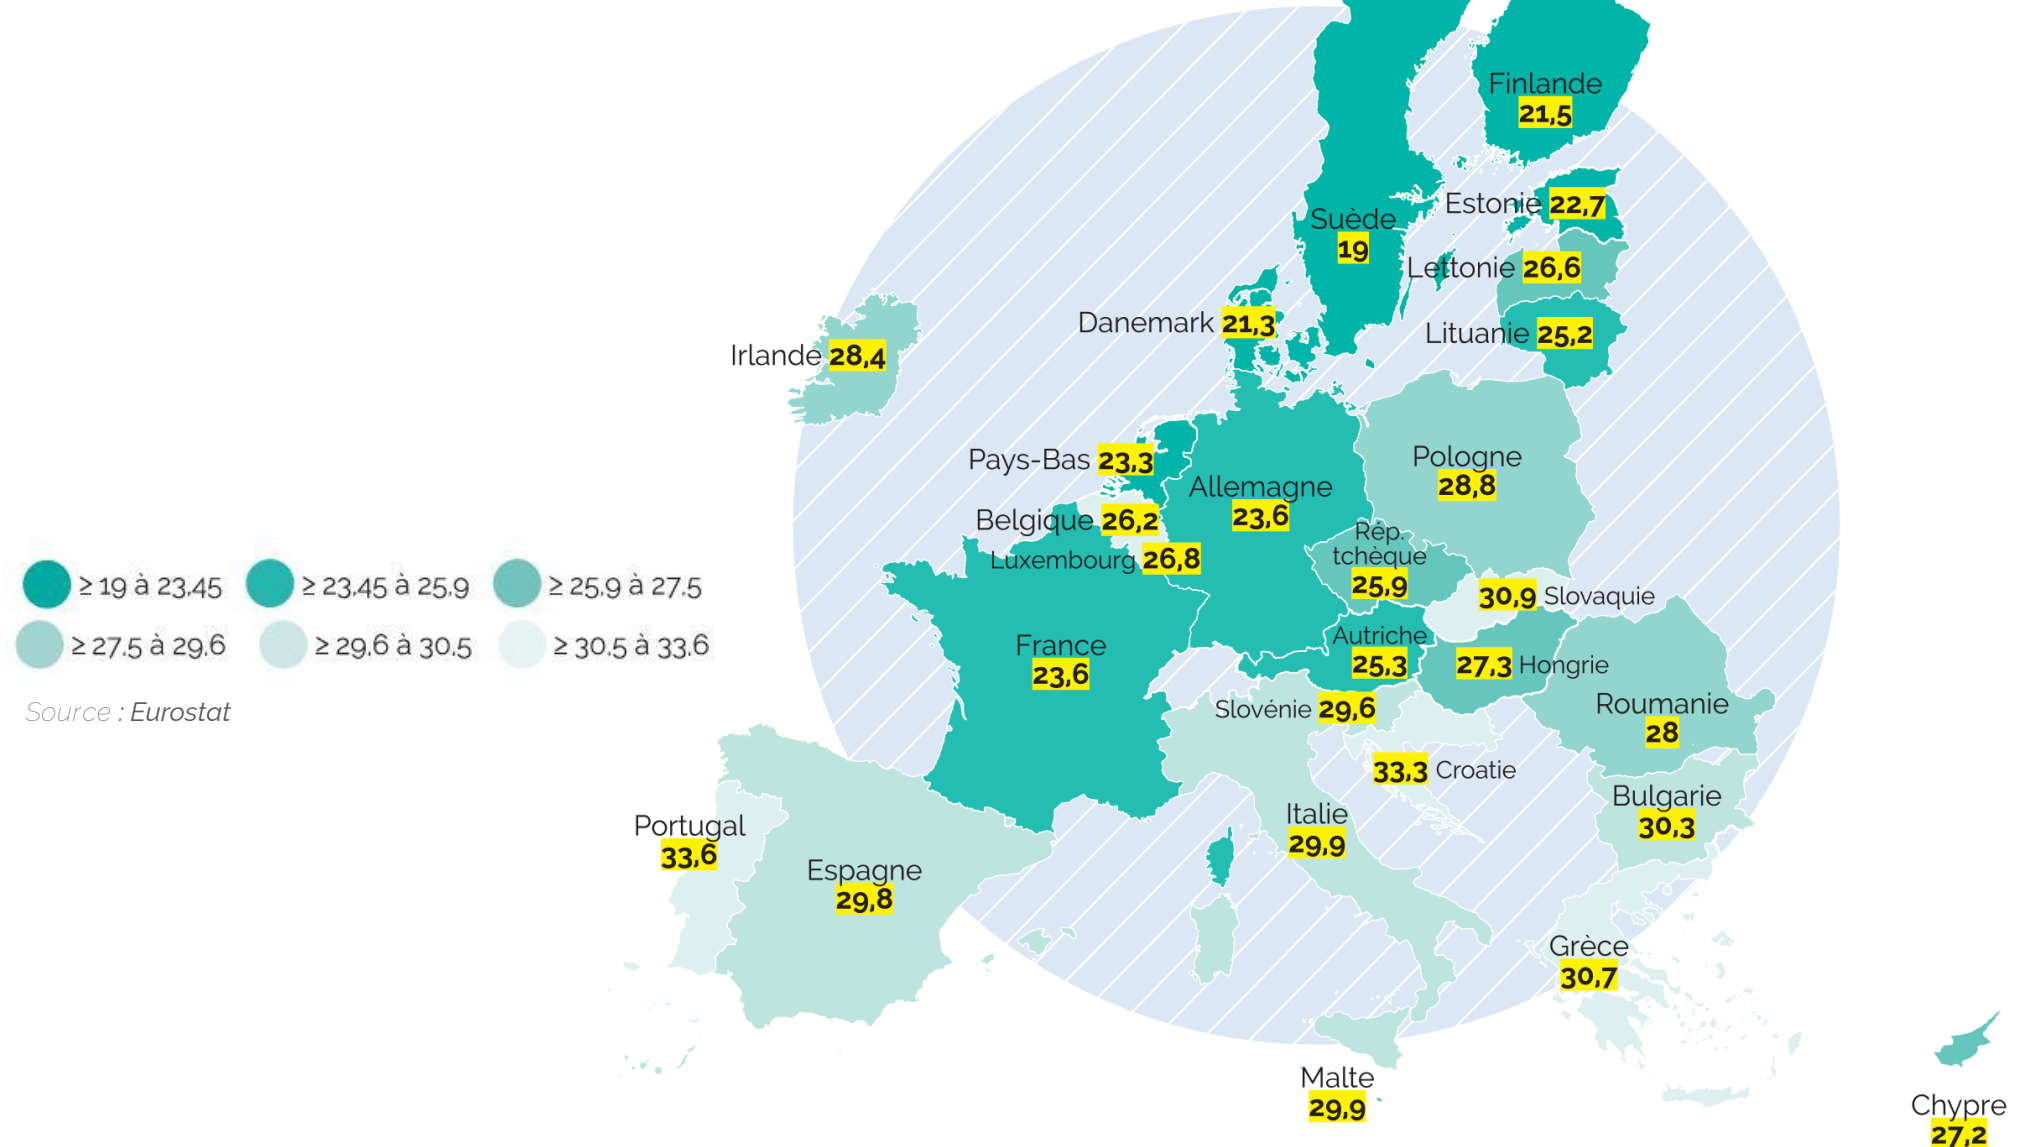 Finlande
21,5
Estonie 22,7
Suède
19
Lettonie 26,6
Danemark 21,3
Lituanie 25,2
Irlande 28,4
Pays-Bas 23,3
Pologne
28,8
Allemagne
23,6
Belgique 26,2
Rép.
tchèque
25,9
Luxembourg 26,8
≥ 19 à 23.45
≥ 23.45 à 25.9
≥ 25.9 à 27.5
30,9 Slovaquie
≥ 27.5 à 29.6
≥ 29.6 à 30.5
≥ 30.5 à 33.6
France
23,6
Autriche
25,3
27,3 Hongrie
Source : Eurostat
Slovénie 29,6
Roumanie
28
33,3 Croatie
Bulgarie
30,3
Italie
29,9
Portugal
33,6
Espagne
29,8
Grèce
30,7
Malte
29,9
Chypre
27,2